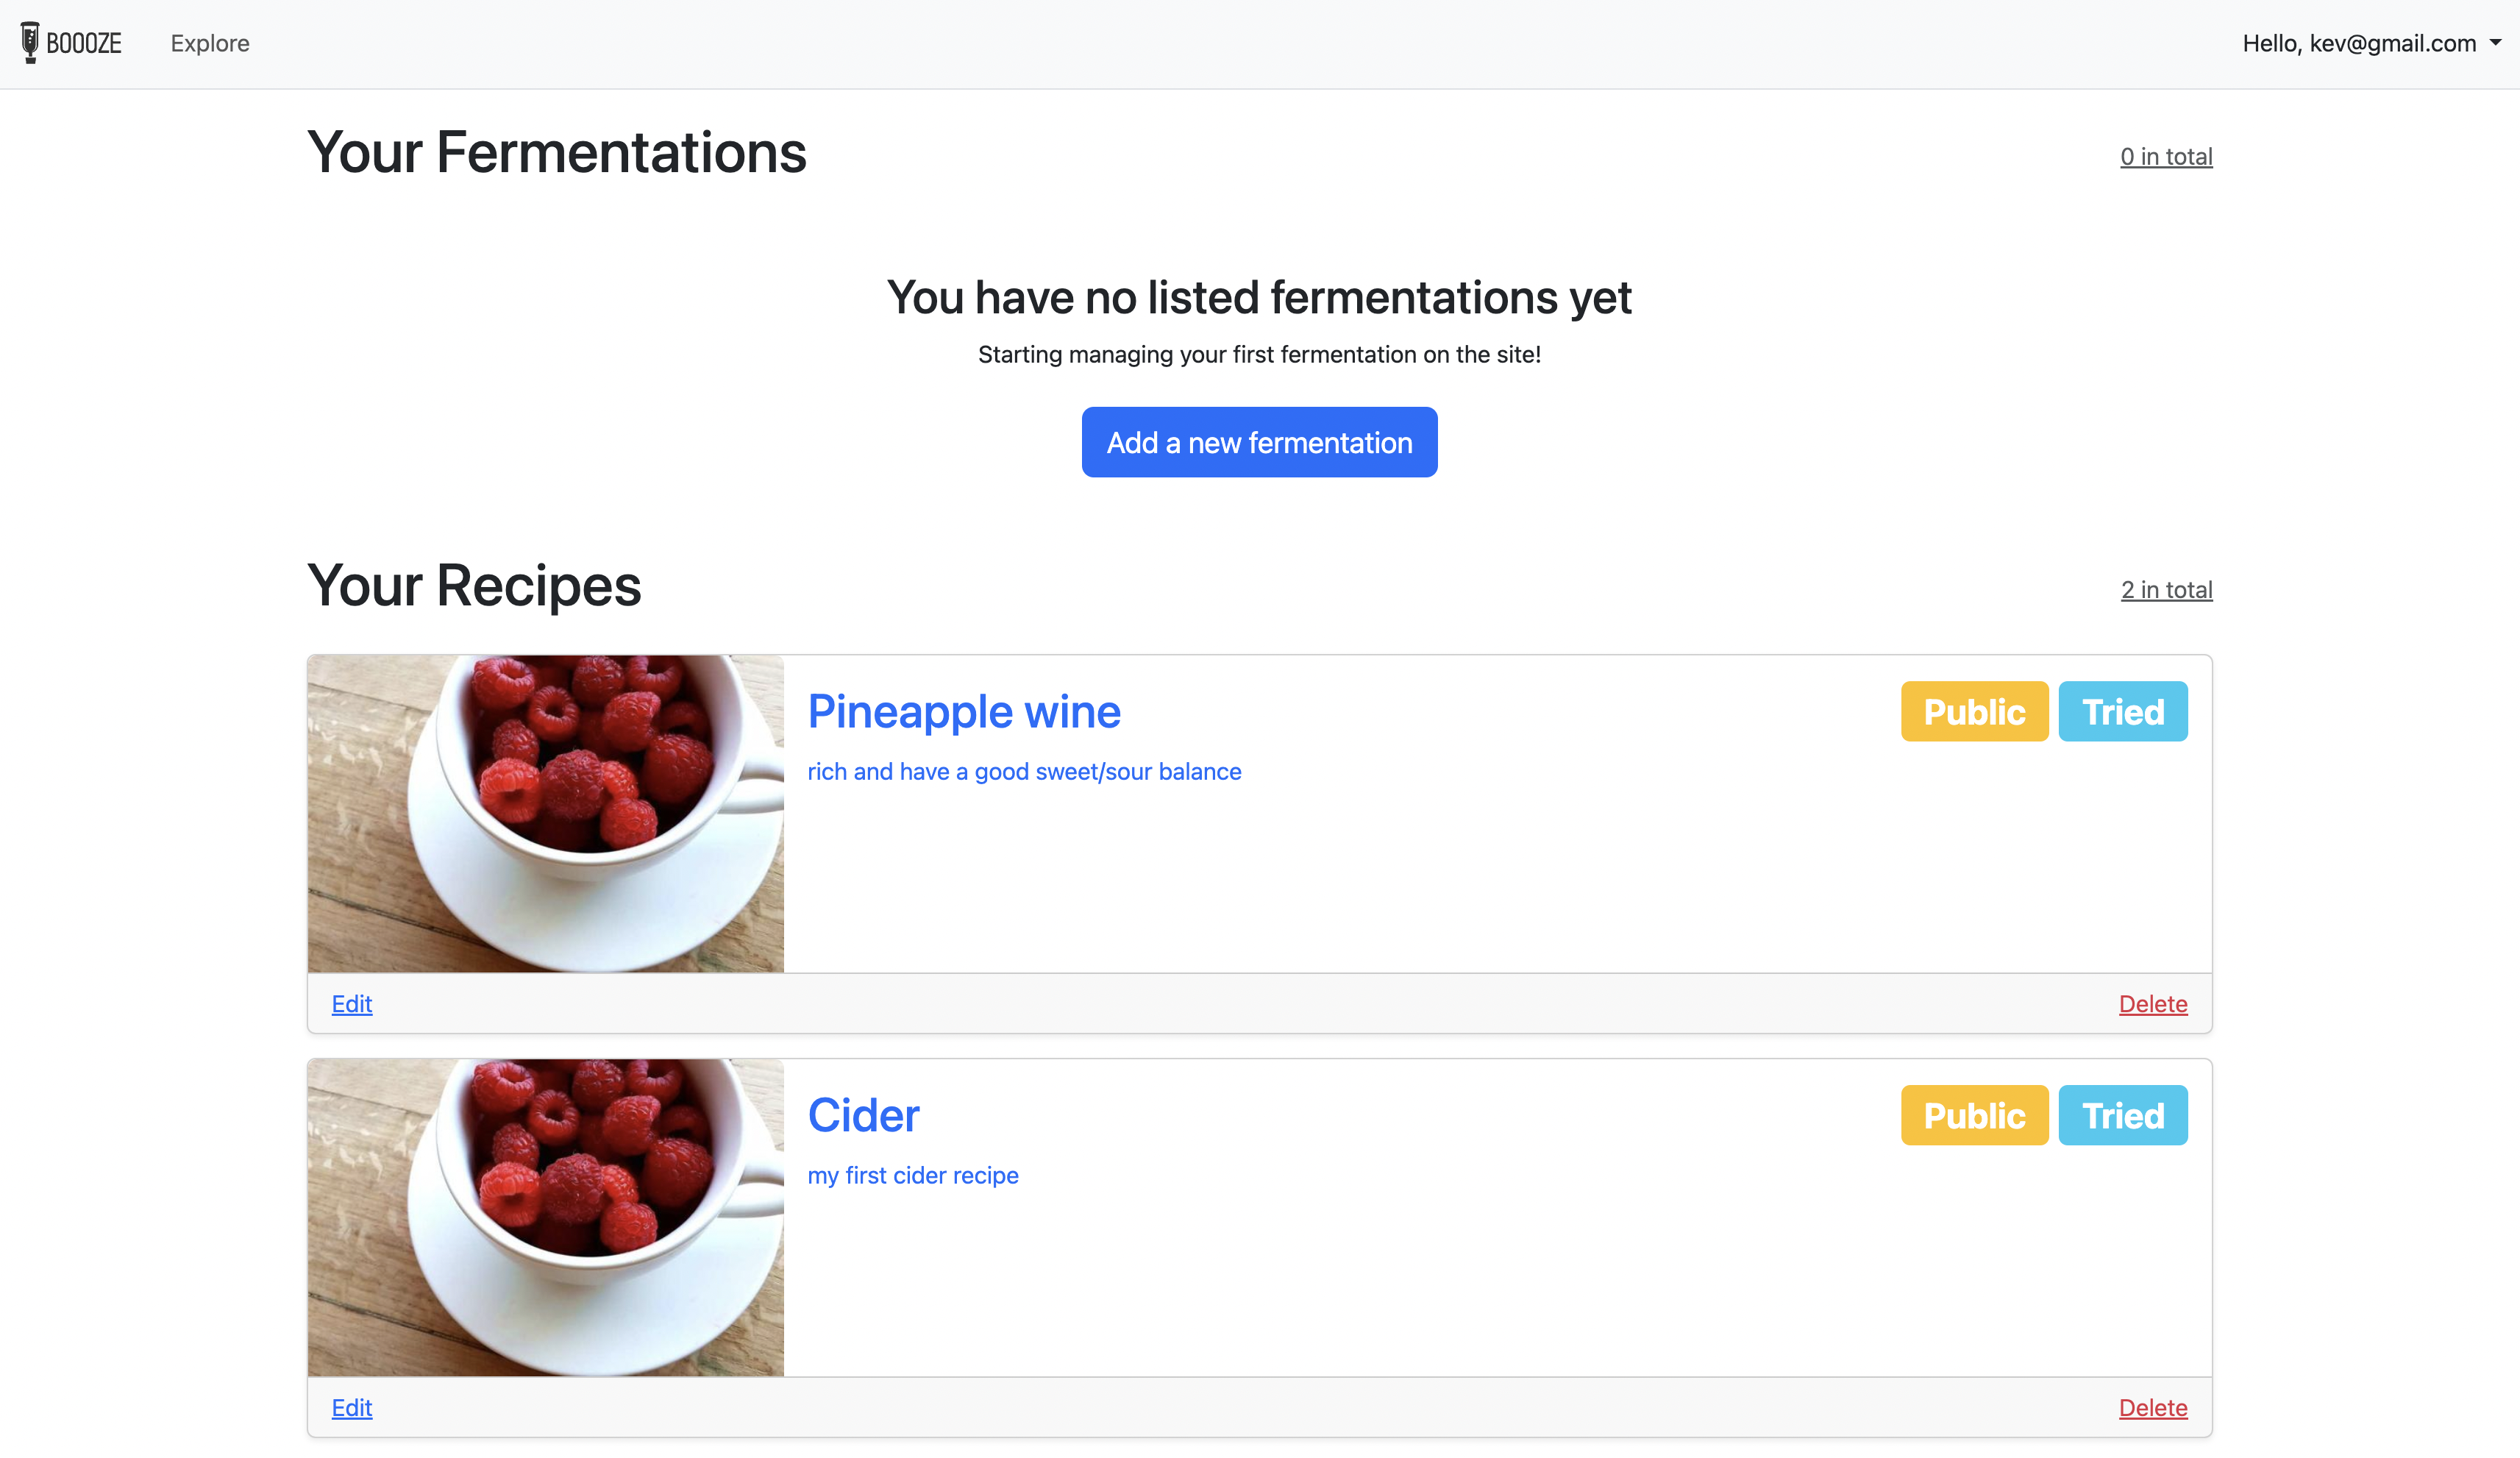 BOOOZE Explore Hello, kev@gmail.com
Your Fermentations 0 in total
You have no listed fermentations yet
Starting managing your first fermentation on the site!
Add a new fermentation
Your Recipes 2 in total
Pineapple wine Public Tried
rich and have a good sweet/sour balance
Edit Delete
Cider Public Tried
my first cider recipe
Edit Delete